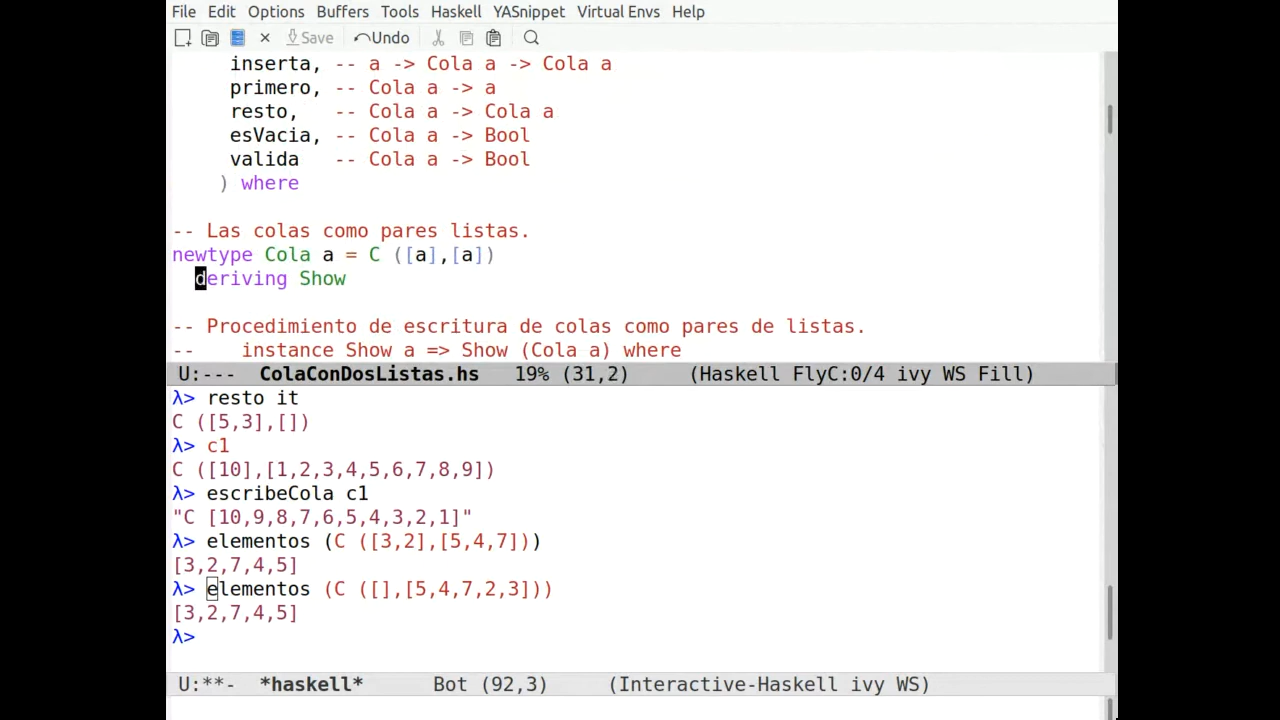 File Edit Options Buffers Tools Haskell YASnippet Virtual Envs Help
Save Undo
inserta, -- a -> Cola a -> Cola a
primero, -- Cola a -> a
resto,   -- Cola a -> Cola a
esVacia, -- Cola a -> Bool
valida   -- Cola a -> Bool
) where
-- Las colas como pares listas.
newtype Cola a = C ([a],[a])
deriving Show
-- Procedimiento de escritura de colas como pares de listas.
--    instance Show a => Show (Cola a) where
U:---  ColaConDosListas.hs   19% (31,2)     (Haskell FlyC:0/4 ivy WS Fill)
λ> resto it
C ([5,3],[])
λ> c1
C ([10],[1,2,3,4,5,6,7,8,9])
λ> escribeCola c1
"C [10,9,8,7,6,5,4,3,2,1]"
λ> elementos (C ([3,2],[5,4,7]))
[3,2,7,4,5]
λ> elementos (C ([],[5,4,7,2,3]))
[3,2,7,4,5]
λ>
U:**-  *haskell*      Bot (92,3)     (Interactive-Haskell ivy WS)